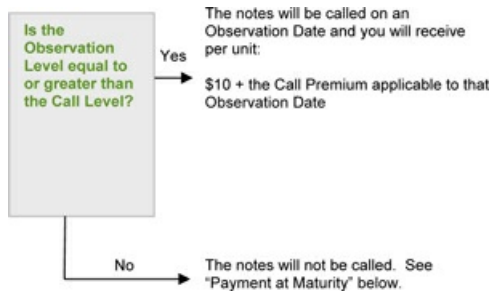 Is the
Observation
Level equal to
or greater than
the Call Level?
Yes
The notes will be called on an
Observation Date and you will receive
per unit:
$10 + the Call Premium applicable to that
Observation Date
No
The notes will not be called. See
"Payment at Maturity" below.